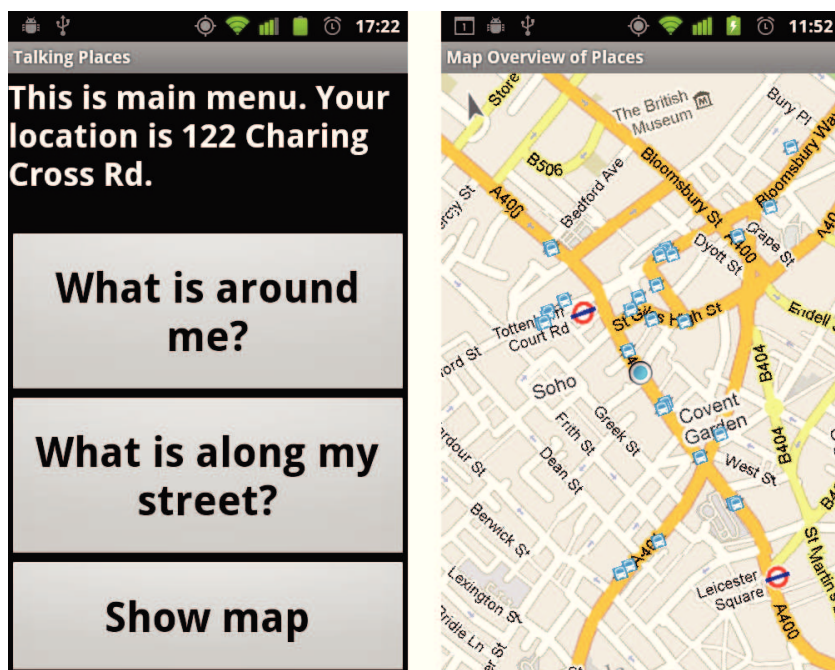 17:22
Talking Places
This is main menu. Your
location is 122 Charing
Cross Rd.
What is around
me?
What is along my
street?
Show map
1
11:52
Map Overview of Places
Store
The British
Museum
Bury Pl
B506
Bedford Ave
Bloomsbury St
Bloomsbury Way
A400
A400
Grape St
Dyott St
St Giles High St
Endell
Tottenham
Court Rd
ord St
Soho
B404
Covent
Garden
Greek St
Frith St
Dean St
West St
B404
Berwick St
Lexington St
Leicester
Square
St Martin's
A400